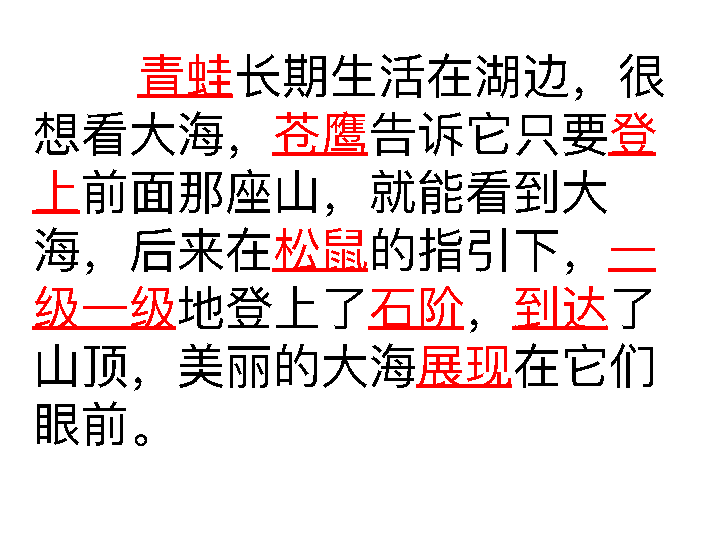 青蛙长期生活在湖边，很
想看大海，苍鹰告诉它只要登
上前面那座山，就能看到大
海，后来在松鼠的指引下，一
级一级地登上了石阶，到达了
山顶，美丽的大海展现在它们
眼前。